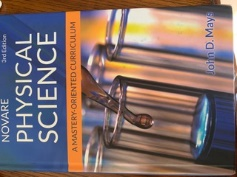 NOVARE
3rd Edition
PHYSICAL
SCIENCE
A MASTERY-ORIENTED CURRICULUM
John D. Mays